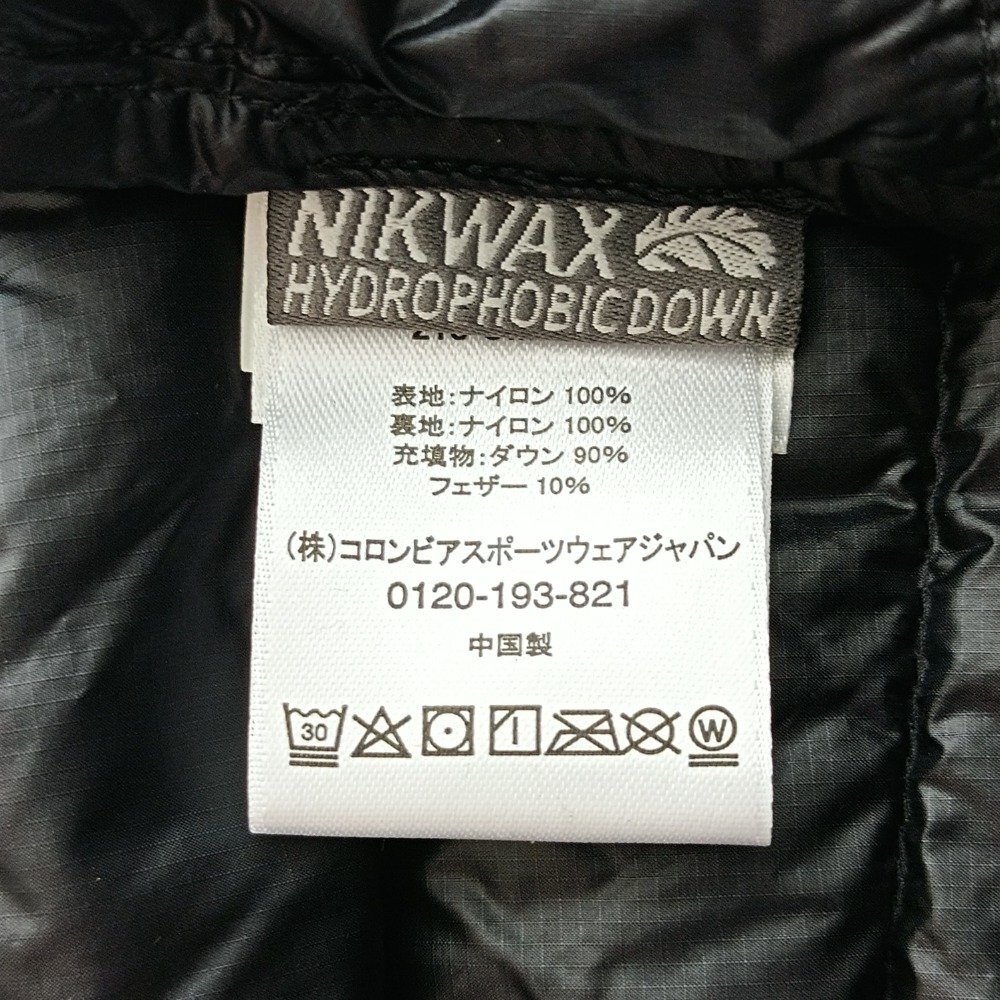 NIKWAX
HYDROPHOBIC DOWN
表地:ナイロン 100%
裏地:ナイロン 100%
充填物:ダウン 90%
フェザー 10%
(株)コロンビアスポーツウェアジャパン
0120-193-821
中国製
30
W